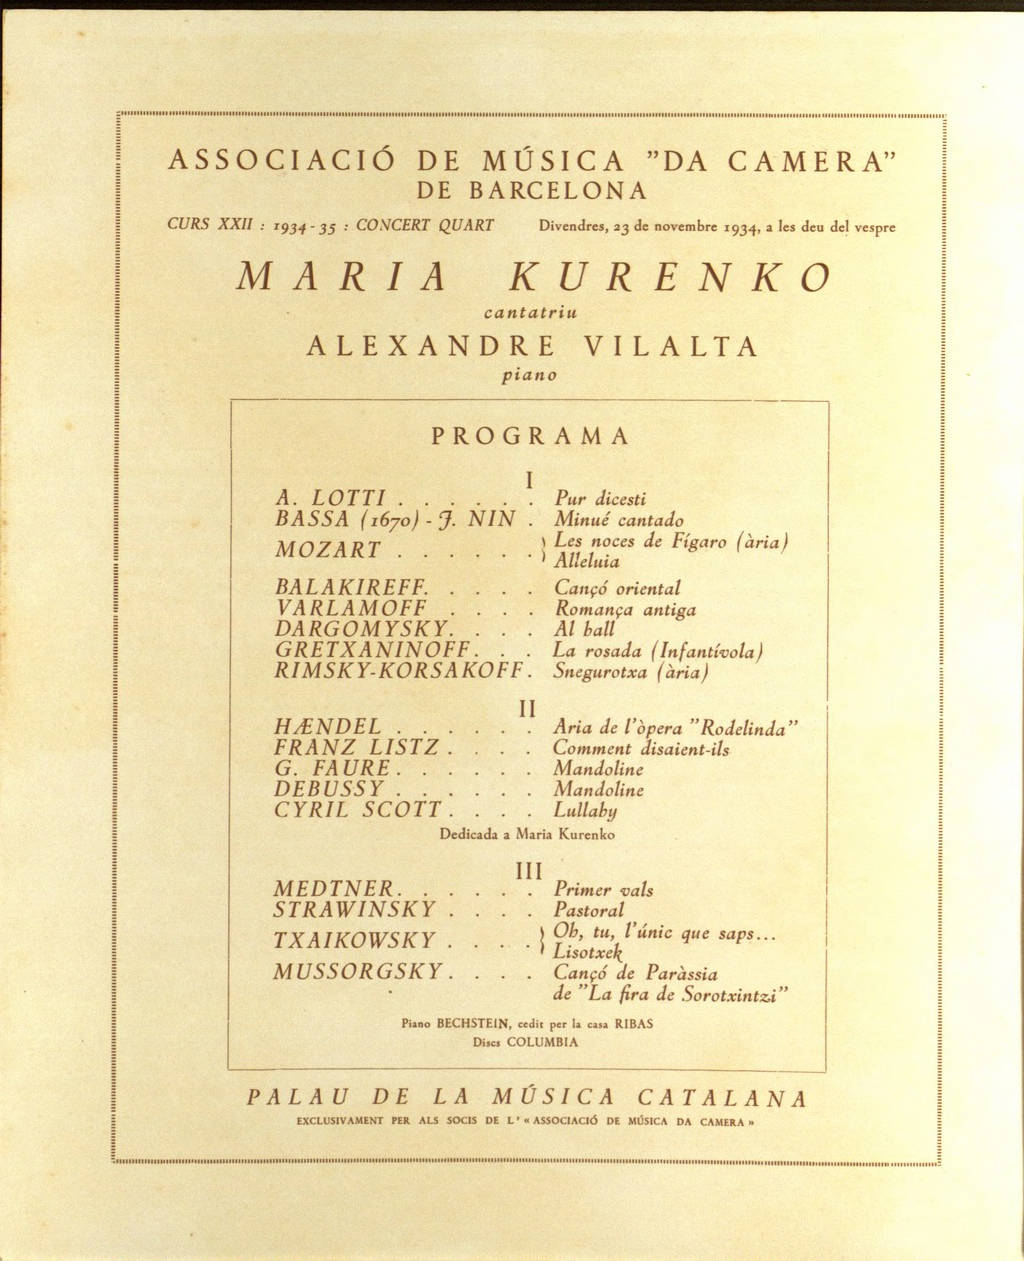 ASSOCIACIÓ DE MÚSICA "DA CAMERA"
DE BARCELONA
CURS XXII : 1934-35 : CONCERT QUART Divendres, 23 de novembre 1934, a les deu del vespre
MARIA KURENKO
cantatriu
ALEXANDRE VILALTA
piano
PROGRAMA
I
A. LOTTI . . . . . . . Pur dicesti
BASSA (1670) - J. NIN . Minué cantado
MOZART . . . . . . } Les noces de Fígaro (ària)
Alleluia
BALAKIREFF. . . . . Cançó oriental
VARLAMOFF . . . . Romança antiga
DARGOMYSKY. . . . Al ball
GRETXANINOFF. . . La rosada (Infantívola)
RIMSKY-KORSAKOFF. Snegurotxa (ària)
II
HÆNDEL . . . . . . Aria de l'òpera "Rodelinda"
FRANZ LISTZ . . . . Comment disaient-ils
G. FAURE . . . . . . Mandoline
DEBUSSY . . . . . . Mandoline
CYRIL SCOTT . . . . Lullaby
Dedicada a Maria Kurenko
III
MEDTNER. . . . . . Primer vals
STRAWINSKY . . . . Pastoral
TXAIKOWSKY . . . . } Oh, tu, l'únic que saps...
Lisotxek
MUSSORGSKY. . . . Cançó de Paràssia
de "La fira de Sorotxintzi"
Piano BECHSTEIN, cedit per la casa RIBAS
Discs COLUMBIA
PALAU DE LA MÚSICA CATALANA
EXCLUSIVAMENT PER ALS SOCIS DE L'«ASSOCIACIÓ DE MÚSICA DA CAMERA»